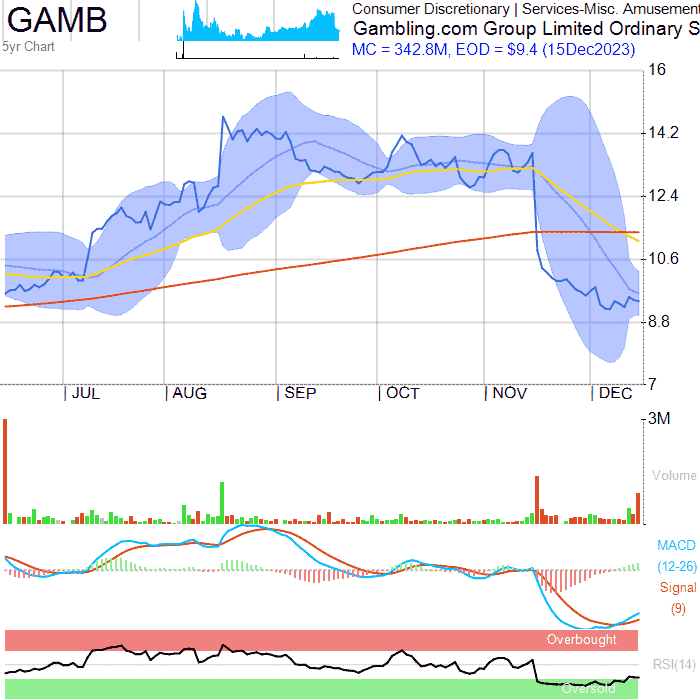 GAMB
5yr Chart
Consumer Discretionary | Services-Misc. Amusement
Gambling.com Group Limited Ordinary S
MC = 342.8M, EOD = $9.4 (15Dec2023)
16
14.2
12.4
10.6
8.8
7
JUL AUG SEP OCT NOV DEC
3M
Volume
MACD
(12-26)
Signal
(9)
Overbought
RSI(14)
Oversold